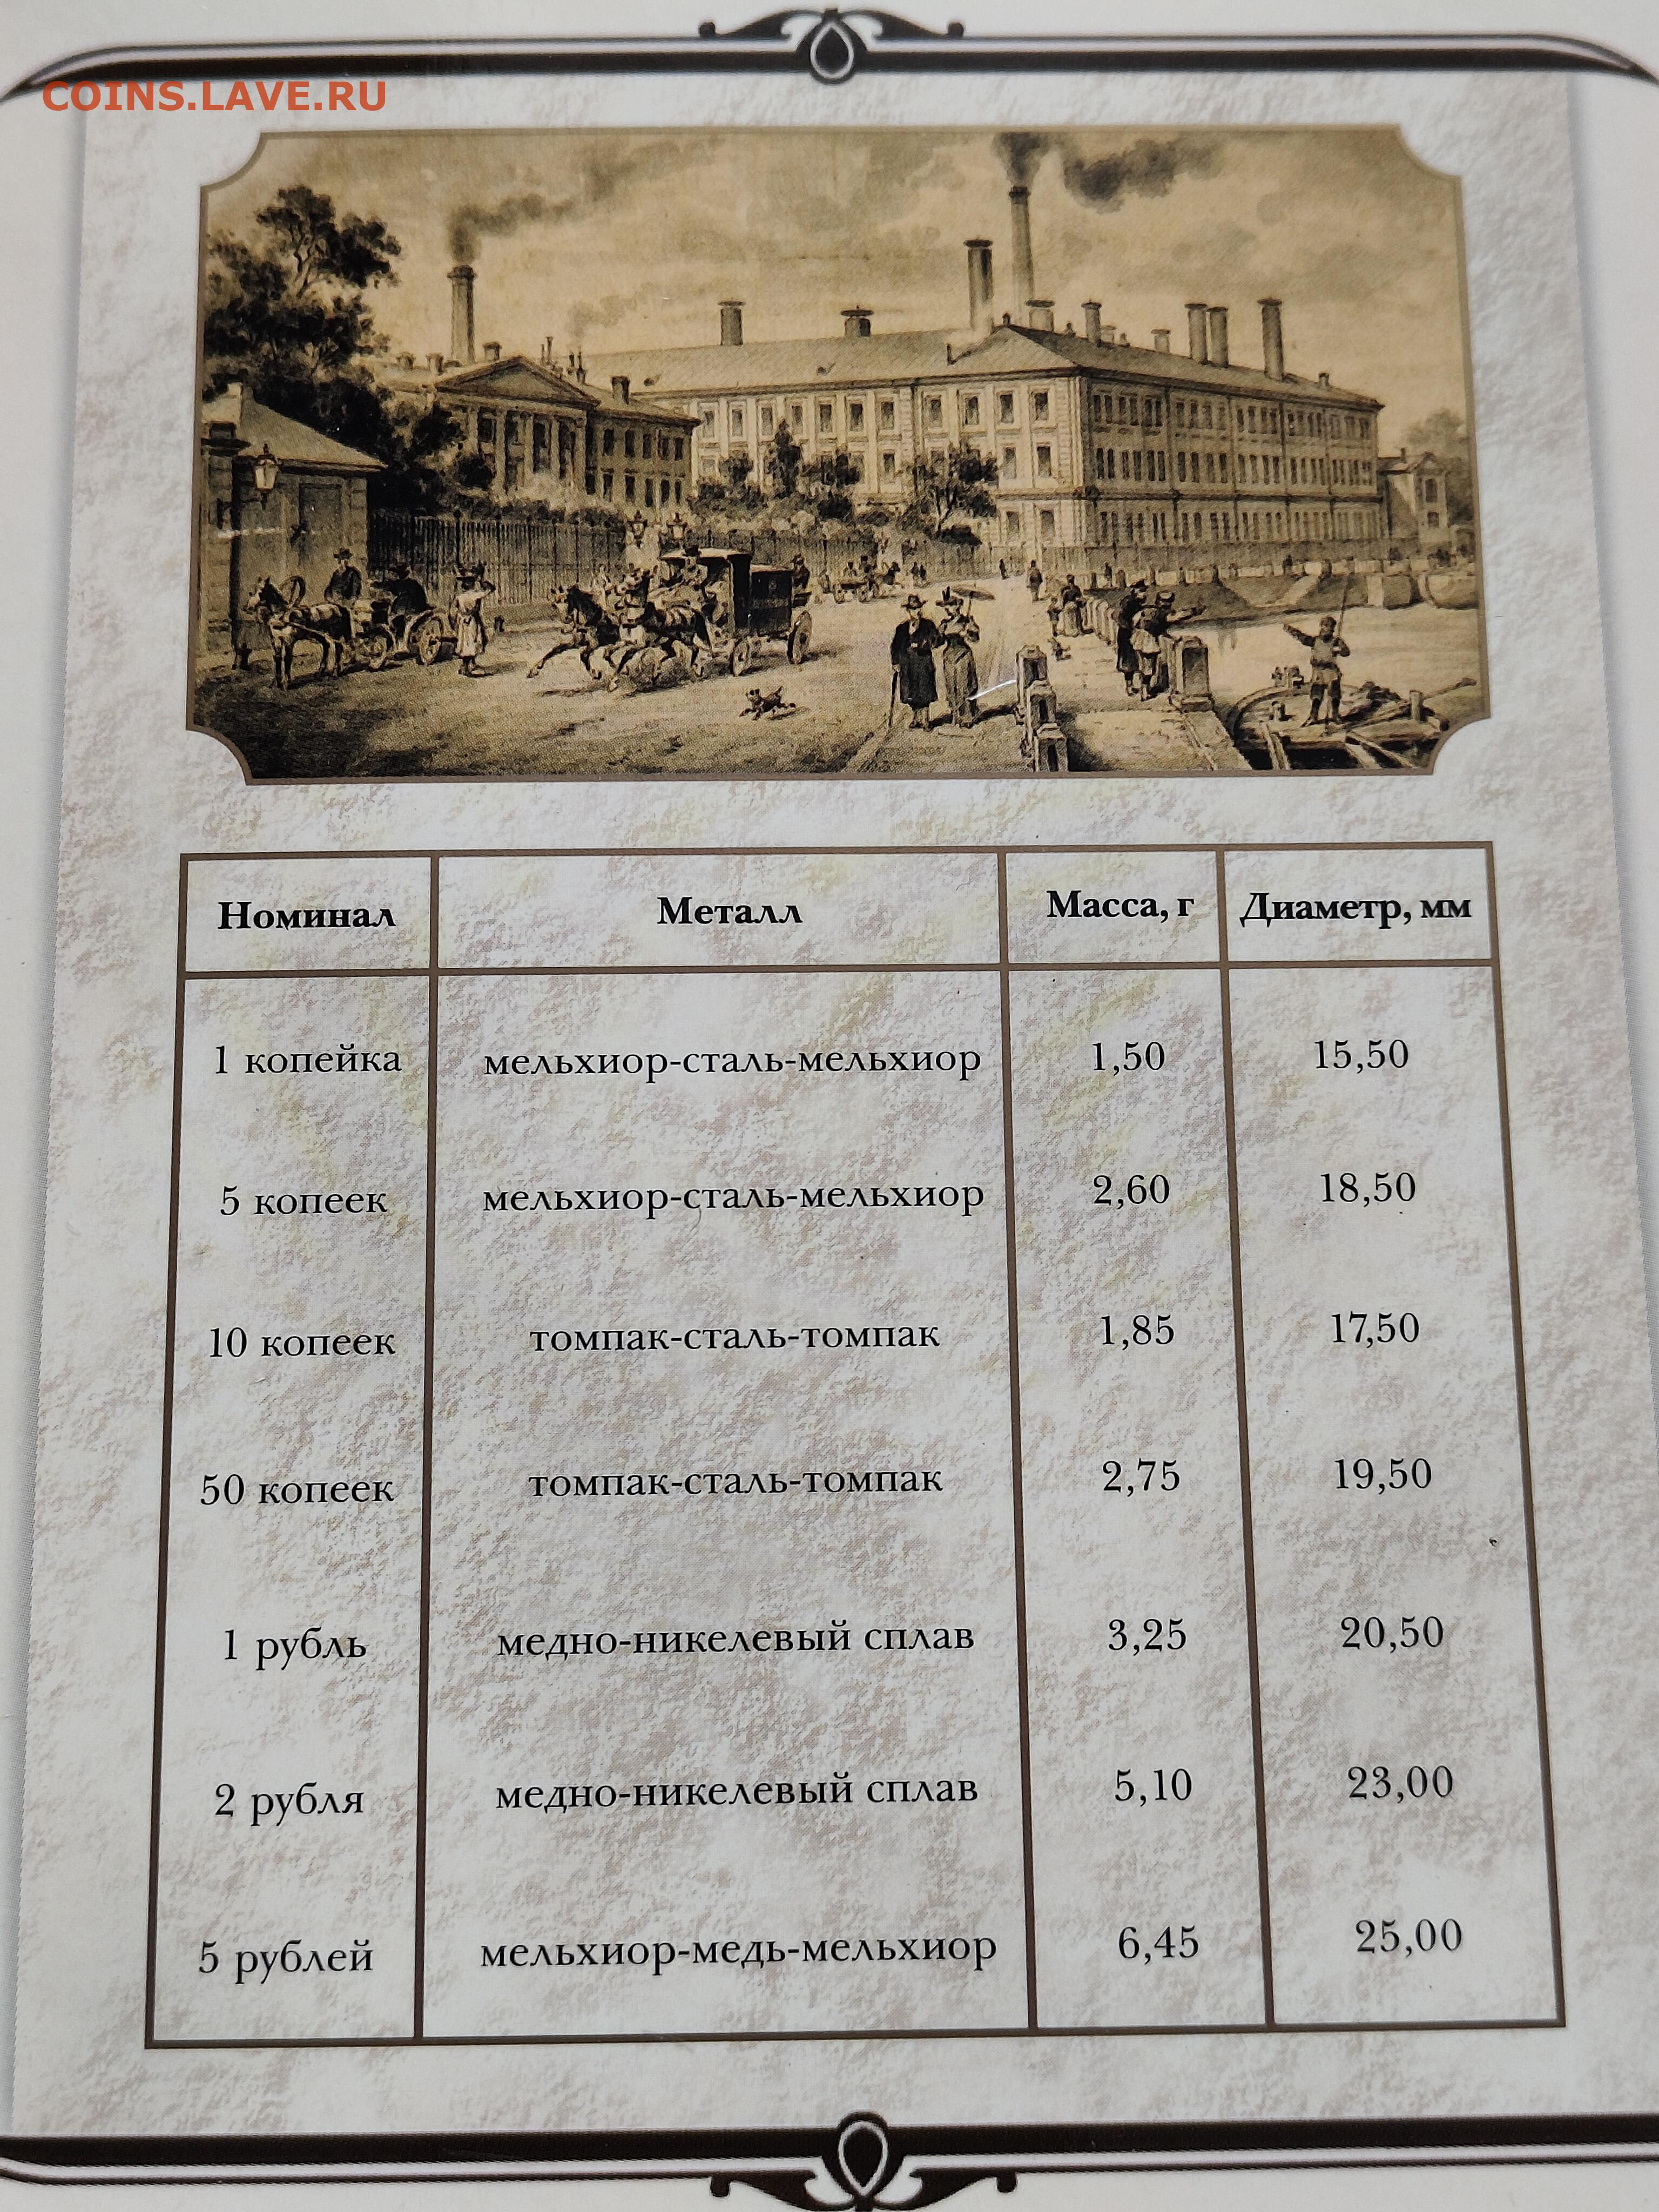 COINS.LAVE.RU
Номинал Металл Масса, г Диаметр, мм
1 копейка мельхиор-сталь-мельхиор 1,50 15,50
5 копеек мельхиор-сталь-мельхиор 2,60 18,50
10 копеек томпак-сталь-томпак 1,85 17,50
50 копеек томпак-сталь-томпак 2,75 19,50
1 рубль медно-никелевый сплав 3,25 20,50
2 рубля медно-никелевый сплав 5,10 23,00
5 рублей мельхиор-медь-мельхиор 6,45 25,00